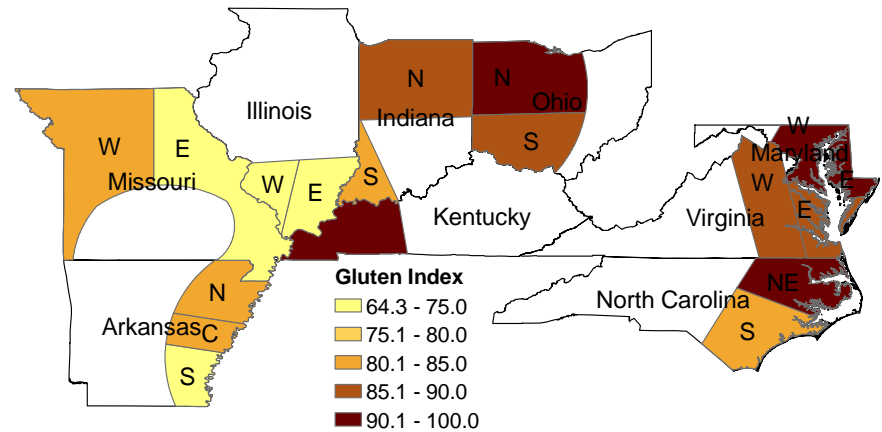 N
N
Ohio
Illinois
Indiana
W
Maryland
W
E
S
Missouri
W
E
S
W
E
Kentucky
Virginia
E
Gluten Index
64.3 - 75.0
75.1 - 80.0
80.1 - 85.0
85.1 - 90.0
90.1 - 100.0
N
Arkansas
C
S
NE
North Carolina
S